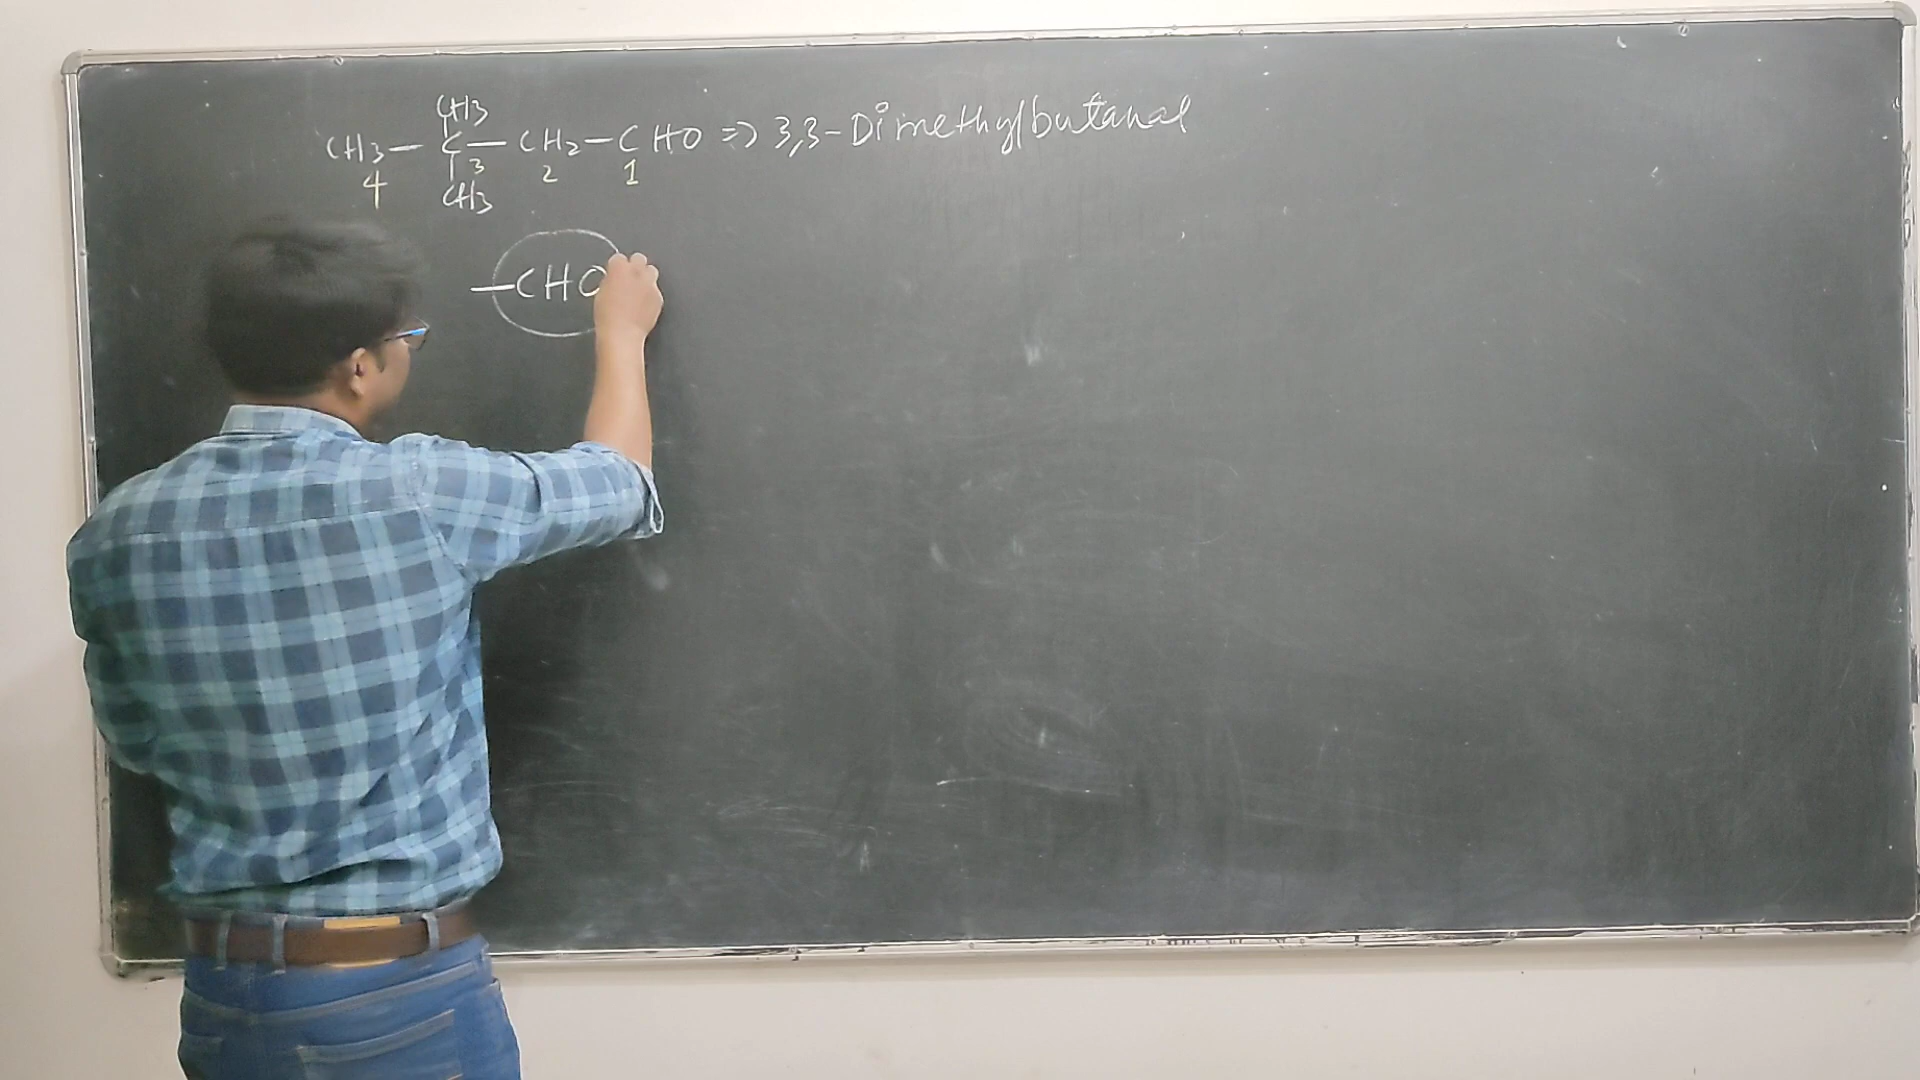 CH3
CH3— C — CH2 — CHO => 3,3-Dimethylbutanal
4 3 2 1
CH3
—CHO